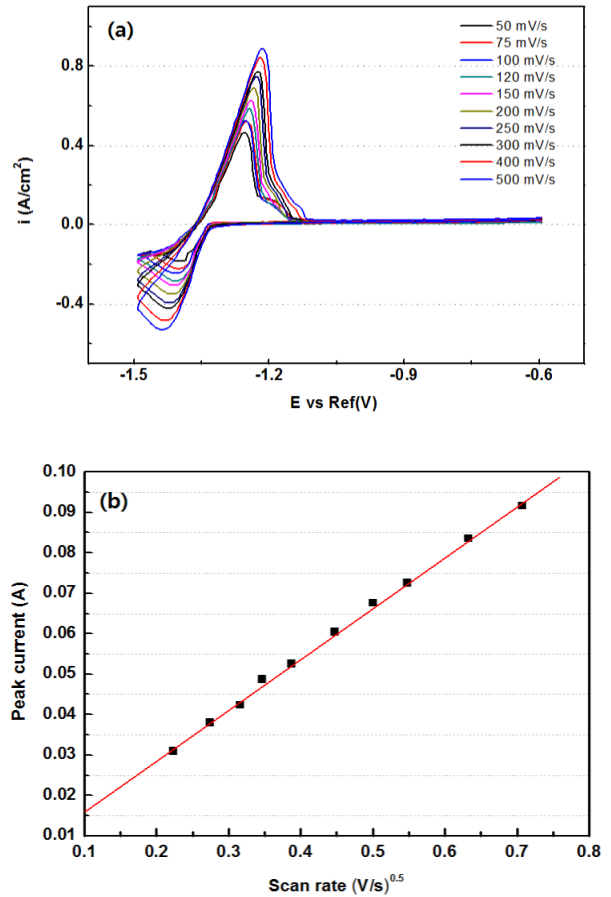 (a)
50 mV/s
75 mV/s
100 mV/s
120 mV/s
150 mV/s
200 mV/s
250 mV/s
300 mV/s
400 mV/s
500 mV/s
0.8
0.4
0.0
-0.4
i (A/cm²)
-1.5 -1.2 -0.9 -0.6
E vs Ref(V)
(b)
0.10
0.09
0.08
0.07
0.06
0.05
0.04
0.03
0.02
0.01
Peak current (A)
0.1 0.2 0.3 0.4 0.5 0.6 0.7 0.8
Scan rate (V/s)^0.5